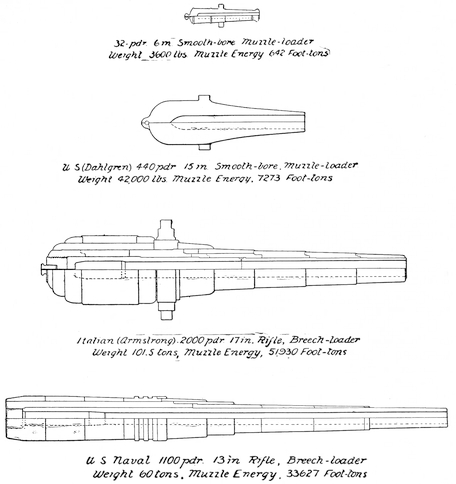 32-pdr. 6 in Smooth-bore Muzzle-loader
Weight 3600 lbs Muzzle Energy 642 Foot-tons
U S (Dahlgren) 440 pdr 15 in Smooth-bore, Muzzle-loader
Weight 42,000 lbs Muzzle Energy, 7273 Foot-tons
Italian (Armstrong). 2000 pdr 17 in. Rifle, Breech-loader
Weight 101.5 tons, Muzzle Energy, 51,930 Foot-tons
U S Naval 1100 pdr. 13 in Rifle, Breech-loader
Weight 60 tons, Muzzle Energy, 33627 Foot-tons